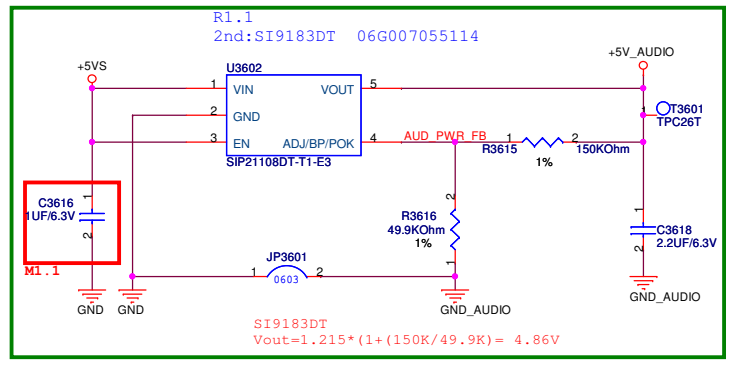 R1.1
2nd:SI9183DT 06G007055114
+5VS
+5V_AUDIO
U3602
1 VIN VOUT 5
2 GND
3 EN ADJ/BP/POK 4
SIP21108DT-T1-E3
AUD_PWR_FB
1 2
R3615 150KOhm
1%
1 T3601
TPC26T
C3616
1UF/6.3V
1
2
M1.1
2
R3616
49.9KOhm
1%
1
1
C3618
2.2UF/6.3V
2
JP3601
1 2
0603
GND GND GND_AUDIO GND_AUDIO
SI9183DT
Vout=1.215*(1+(150K/49.9K)= 4.86V